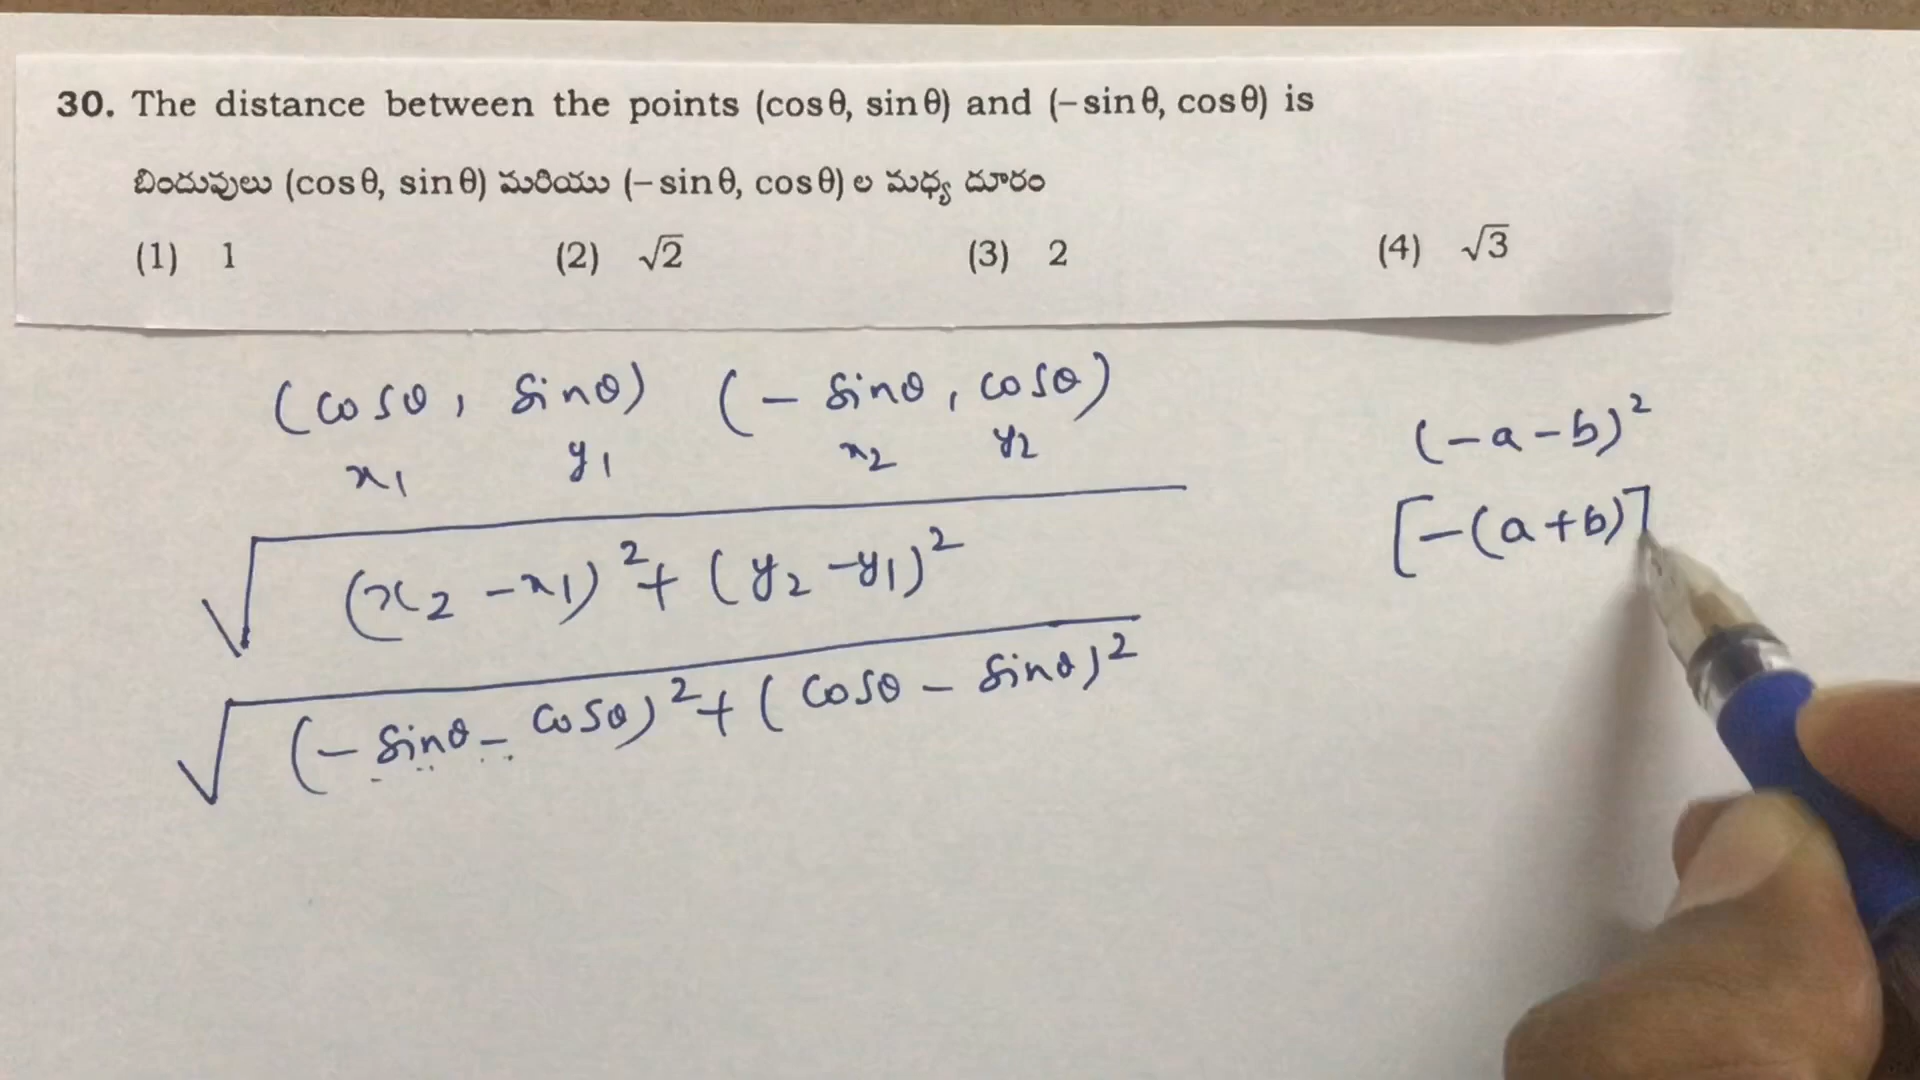 30. The distance between the points (cosθ, sinθ) and (−sinθ, cosθ) is
బిందువులు (cosθ, sinθ) మరియు (−sinθ, cosθ) ల మధ్య దూరం
(1) 1 (2) √2 (3) 2 (4) √3
(cosθ, sinθ) (− sinθ, cosθ)
x1 y1 x2 y2
√(x2 − x1)² + (y2 − y1)²
√(− sinθ − cosθ)² + (cosθ − sinθ)²
(−a−b)²
[−(a+b)]